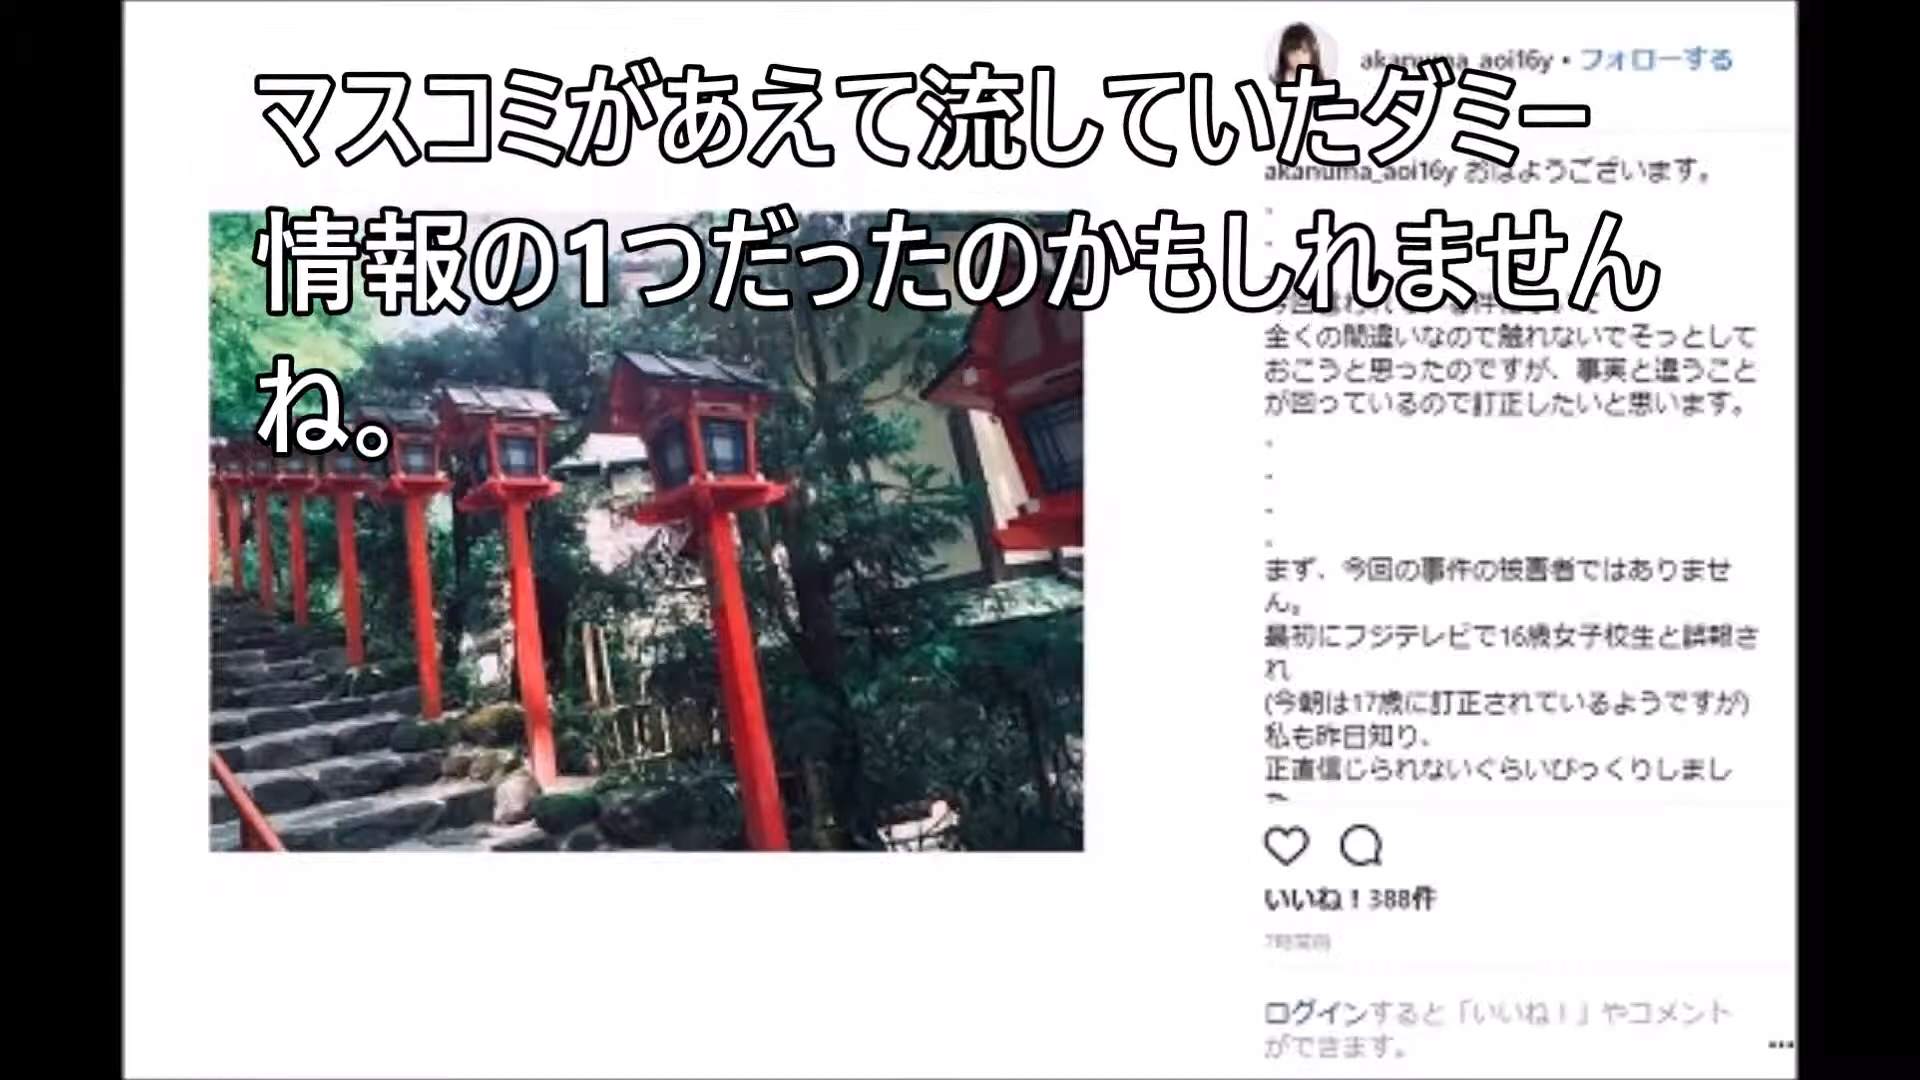 マスコミがあえて流していたダミー
情報の1つだったのかもしれません
ね。
akanuma_aoi16y • フォローする
akanuma_aoi16y おはようございます。
全くの間違いなので触れないでそっとして
おこうと思ったのですが、事実と違うこと
が回っているので訂正したいと思います。
まず、今回の事件の被害者ではありませ
ん。
最初にフジテレビで16歳女子校生と誤報さ
れ
(今朝は17歳に訂正されているようですが)
私も昨日知り、
正直信じられないぐらいびっくりしまし
いいね！388件
7時間前
ログインすると「いいね！」やコメント
ができます。